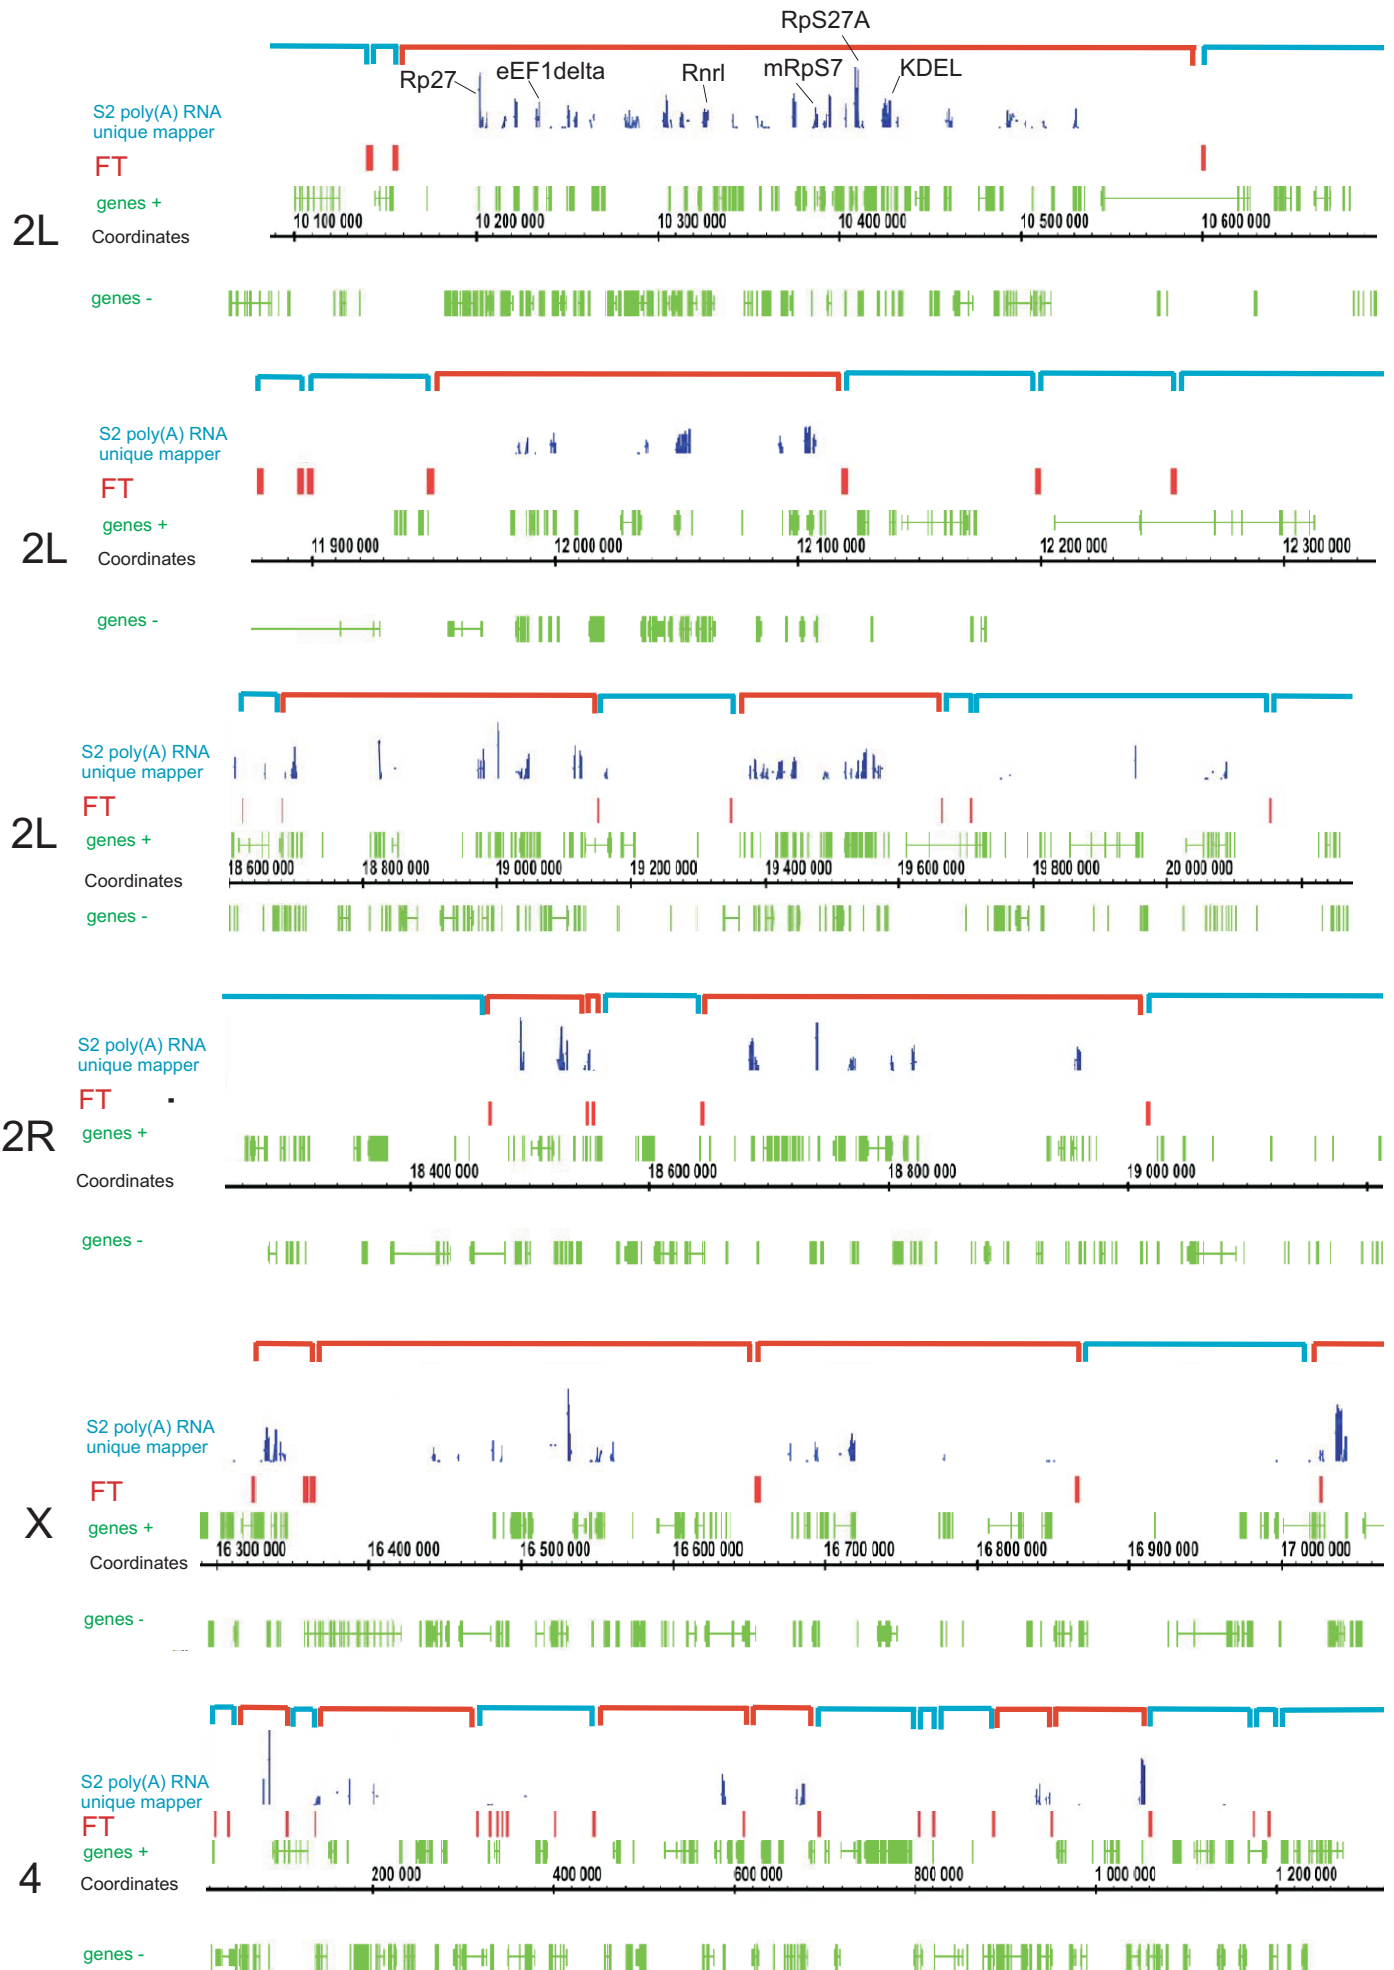 RpS27A
Rp27 eEF1delta Rnrl mRpS7 KDEL
S2 poly(A) RNA
unique mapper
FT
genes +
10 100 000 10 200 000 10 300 000 10 400 000 10 500 000 10 600 000
2L
Coordinates
genes -
S2 poly(A) RNA
unique mapper
FT
genes +
11 900 000 12 000 000 12 100 000 12 200 000 12 300 000
2L
Coordinates
genes -
S2 poly(A) RNA
unique mapper
FT
2L
genes +
18 600 000 18 800 000 19 000 000 19 200 000 19 400 000 19 600 000 19 800 000 20 000 000
Coordinates
genes -
S2 poly(A) RNA
unique mapper
FT
2R
genes +
18 400 000 18 600 000 18 800 000 19 000 000
Coordinates
genes -
S2 poly(A) RNA
unique mapper
FT
X
genes +
16 300 000 16 400 000 16 500 000 16 600 000 16 700 000 16 800 000 16 900 000 17 000 000
Coordinates
genes -
S2 poly(A) RNA
unique mapper
FT
genes +
4
200 000 400 000 600 000 800 000 1 000 000 1 200 000
Coordinates
genes -